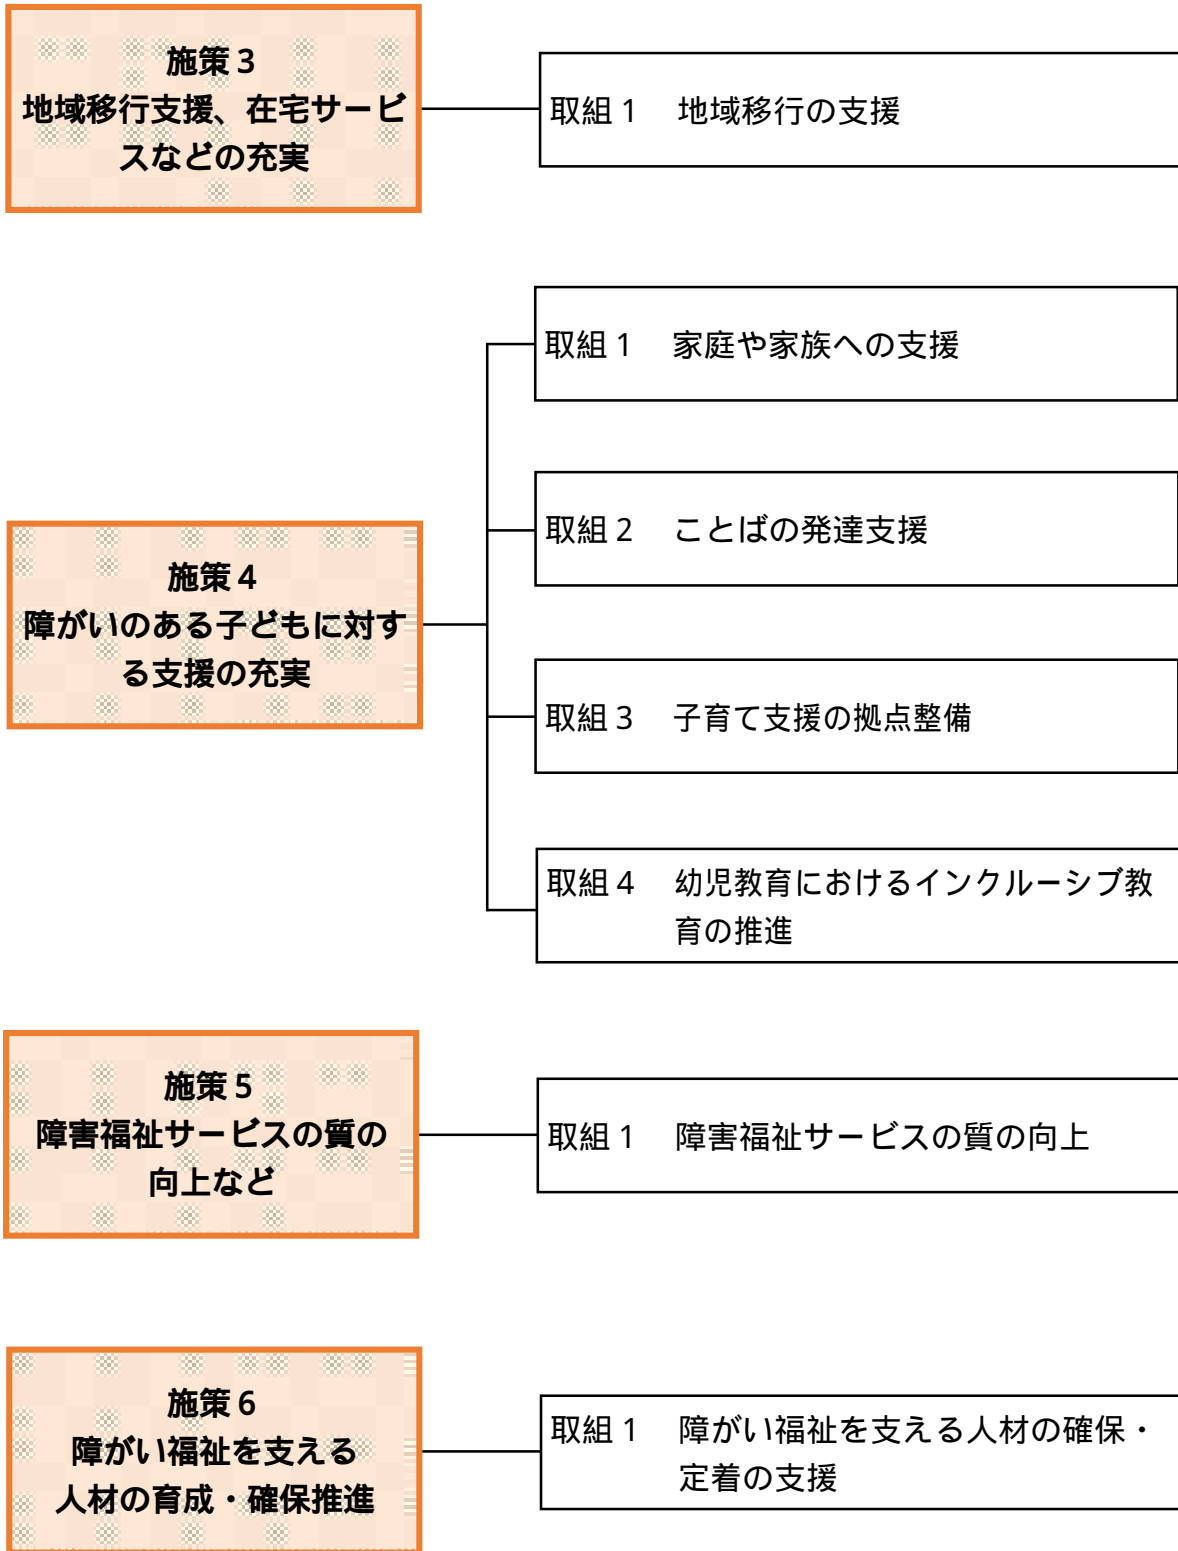 施策３
地域移行支援、在宅サービ
スなどの充実
取組１　地域移行の支援
施策４
障がいのある子どもに対す
る支援の充実
取組１　家庭や家族への支援
取組２　ことばの発達支援
取組３　子育て支援の拠点整備
取組４　幼児教育におけるインクルーシブ教
育の推進
施策５
障害福祉サービスの質の
向上など
取組１　障害福祉サービスの質の向上
施策６
障がい福祉を支える
人材の育成・確保推進
取組１　障がい福祉を支える人材の確保・
定着の支援